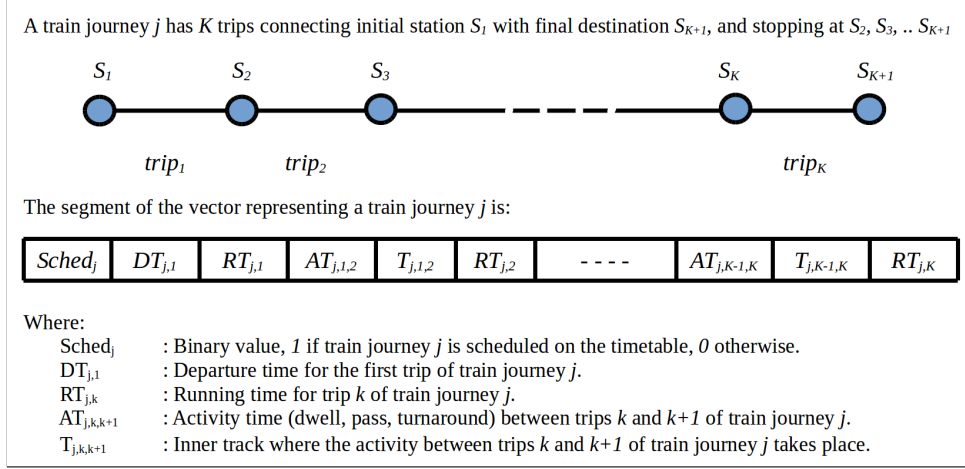 A train journey j has K trips connecting initial station S1 with final destination SK+1, and stopping at S2, S3, .. SK+1
S1 S2 S3 SK SK+1
trip1 trip2 tripK
The segment of the vector representing a train journey j is:
Schedj DTj,1 RTj,1 ATj,1,2 Tj,1,2 RTj,2 - - - - ATj,K-1,K Tj,K-1,K RTj,K
Where:
Schedj : Binary value, 1 if train journey j is scheduled on the timetable, 0 otherwise.
DTj,1 : Departure time for the first trip of train journey j.
RTj,k : Running time for trip k of train journey j.
ATj,k,k+1 : Activity time (dwell, pass, turnaround) between trips k and k+1 of train journey j.
Tj,k,k+1 : Inner track where the activity between trips k and k+1 of train journey j takes place.